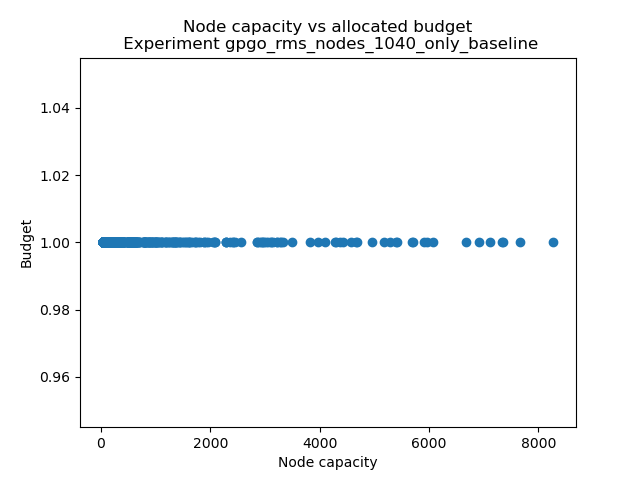 Node capacity vs allocated budget
Experiment gpgo_rms_nodes_1040_only_baseline
1.04
1.02
1.00
0.98
0.96
Budget
0
2000
4000
6000
8000
Node capacity